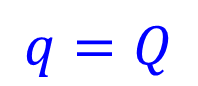 q = Q